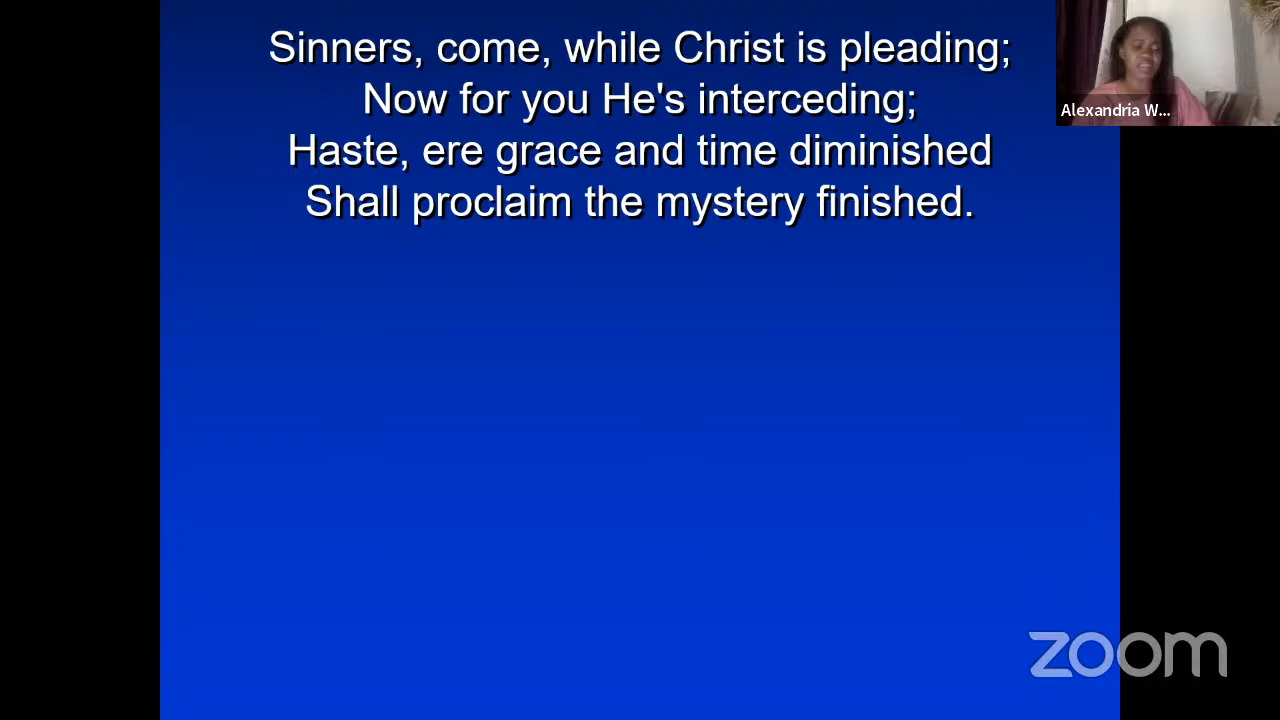 Sinners, come, while Christ is pleading;
Now for you He's interceding;
Haste, ere grace and time diminished
Shall proclaim the mystery finished.
Alexandria W...
zoom